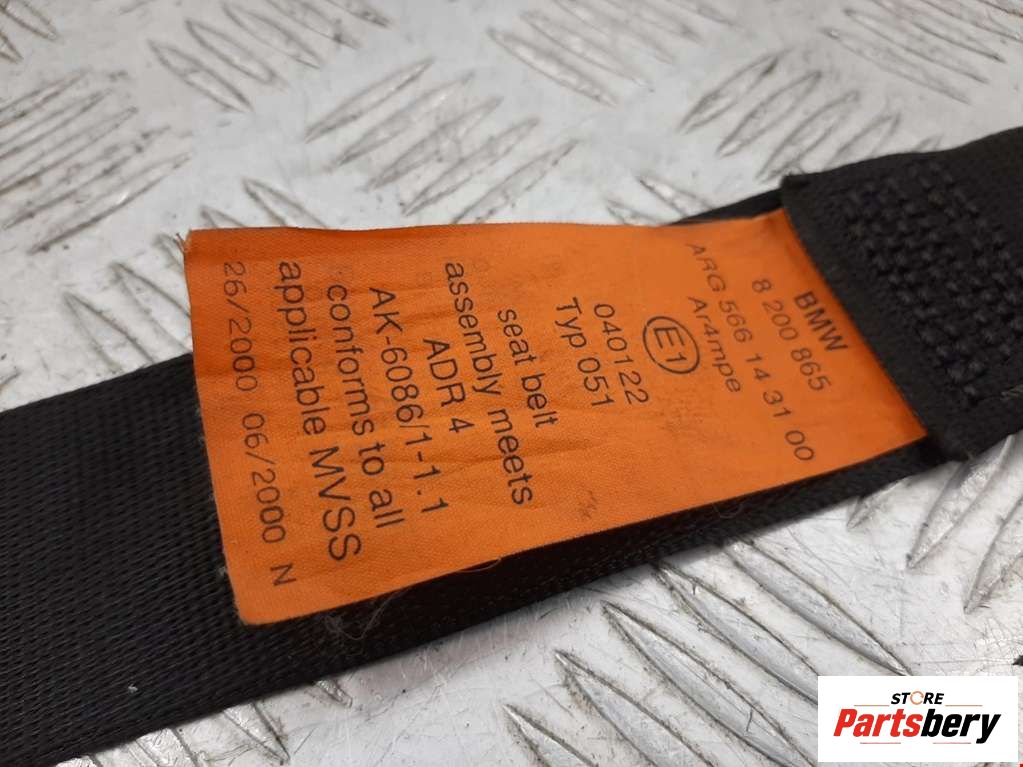 BMW
8 200 865
ARG 566 14 31 00
Ar4mpe
E1
040122
Typ 051
seat belt
assembly meets
ADR 4
AK-6086/1-1.1
conforms to all
applicable MVSS
26/2000 06/2000 N
STORE
Partsbery